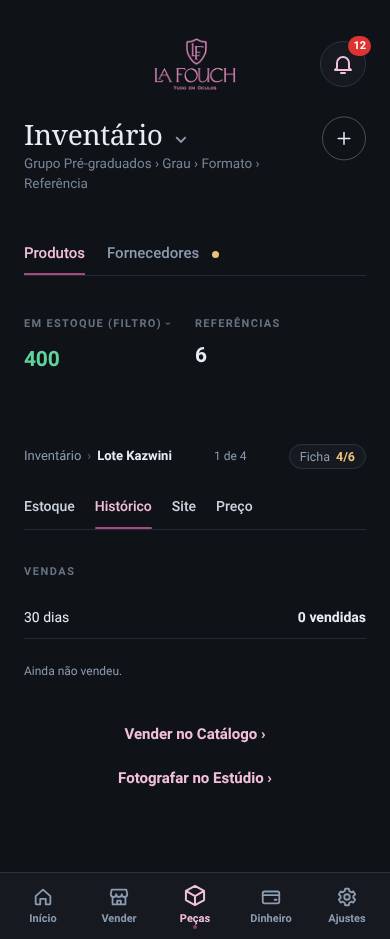 LF
LA FOUCH
TUDO EM ÓCULOS
12
Inventário
Grupo Pré-graduados › Grau › Formato ›
Referência
+
Produtos Fornecedores
EM ESTOQUE (FILTRO) REFERÊNCIAS
400 6
Inventário › Lote Kazwini 1 de 4 Ficha 4/6
Estoque Histórico Site Preço
VENDAS
30 dias 0 vendidas
Ainda não vendeu.
Vender no Catálogo ›
Fotografar no Estúdio ›
Início Vender Peças Dinheiro Ajustes